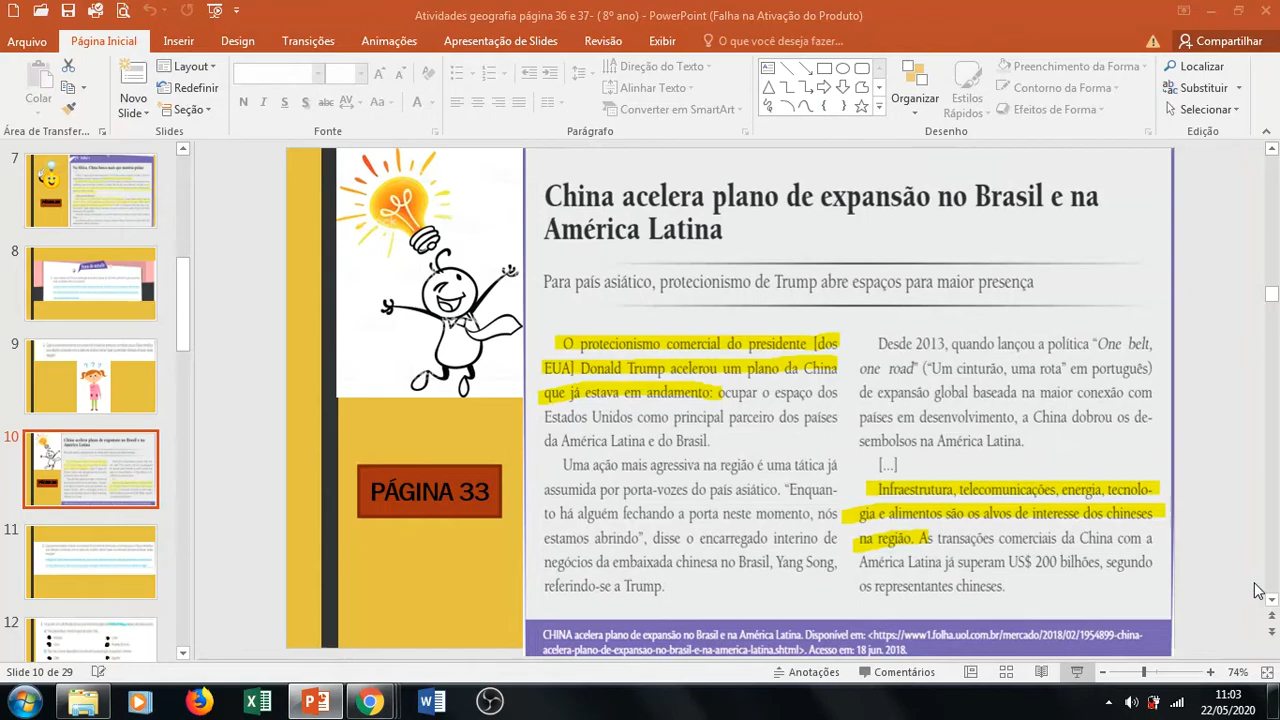 Atividades geografia página 36 e 37- ( 8º ano) - PowerPoint (Falha na Ativação do Produto)
Arquivo Página Inicial Inserir Design Transições Animações Apresentação de Slides Revisão Exibir O que você deseja fazer... Compartilhar
Colar
Novo Slide
Layout
Redefinir
Seção
N I S S abc AV Aa A
Direção do Texto
Alinhar Texto
Converter em SmartArt
Organizar
Estilos Rápidos
Preenchimento da Forma
Contorno da Forma
Efeitos de Forma
Localizar
Substituir
Selecionar
Área de Transfer... Slides Fonte Parágrafo Desenho Edição
7
8
9
10
11
12
China acelera plano de expansão no Brasil e na
América Latina
Para país asiático, protecionismo de Trump abre espaços para maior presença
O protecionismo comercial do presidente [dos
EUA] Donald Trump acelerou um plano da China
que já estava em andamento: ocupar o espaço dos
Estados Unidos como principal parceiro dos países
da América Latina e do Brasil.
Uma ação mais agressiva na região é uma tática já
assumida por porta-vozes do país asiático. “Enquan-
to há alguém fechando a porta neste momento, nós
estamos abrindo”, disse o encarregado interino de
negócios da embaixada chinesa no Brasil, Yang Song,
referindo-se a Trump.
Desde 2013, quando lançou a política “One belt,
one road” (“Um cinturão, uma rota” em português)
de expansão global baseada na maior conexão com
países em desenvolvimento, a China dobrou os de-
sembolsos na América Latina.
[...]
Infraestrutura, telecomunicações, energia, tecnolo-
gia e alimentos são os alvos de interesse dos chineses
na região. As transações comerciais da China com a
América Latina já superam US$ 200 bilhões, segundo
os representantes chineses.
PÁGINA 33
CHINA acelera plano de expansão no Brasil e na América Latina. Disponível em: <https://www1.folha.uol.com.br/mercado/2018/02/1954899-china-
acelera-plano-de-expansao-no-brasil-e-na-america-latina.shtml>. Acesso em: 18 jun. 2018.
Slide 10 de 29 Anotações Comentários 74%
11:03
22/05/2020